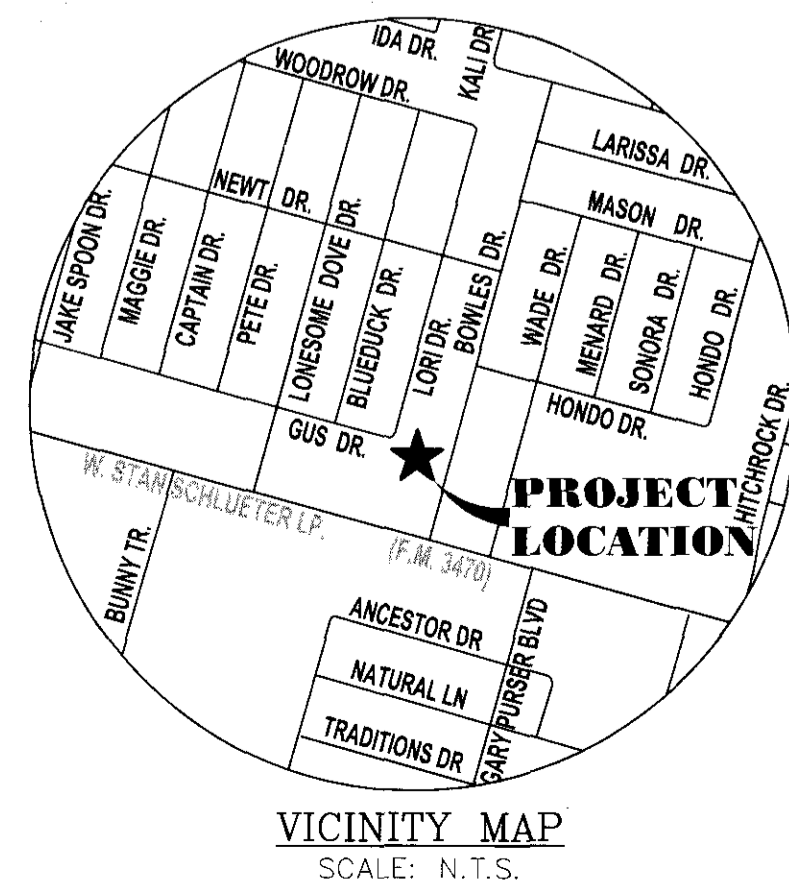 IDA DR.
KALI DR.
WOODROW DR.
LARISSA DR.
MASON DR.
NEWT DR.
JAKE SPOON DR.
MAGGIE DR.
CAPTAIN DR.
PETE DR.
LONESOME DOVE DR.
BLUEDUCK DR.
LORI DR.
BOWLES DR.
WADE DR.
MENARD DR.
SONORA DR.
HONDO DR.
HONDO DR.
HITCHROCK DR.
GUS DR.
W. STAN SCHLUETER LP. (F.M. 3470)
PROJECT
LOCATION
BUNNY TR.
ANCESTOR DR
NATURAL LN
TRADITIONS DR
GARY PURSER BLVD
VICINITY MAP
SCALE: N.T.S.